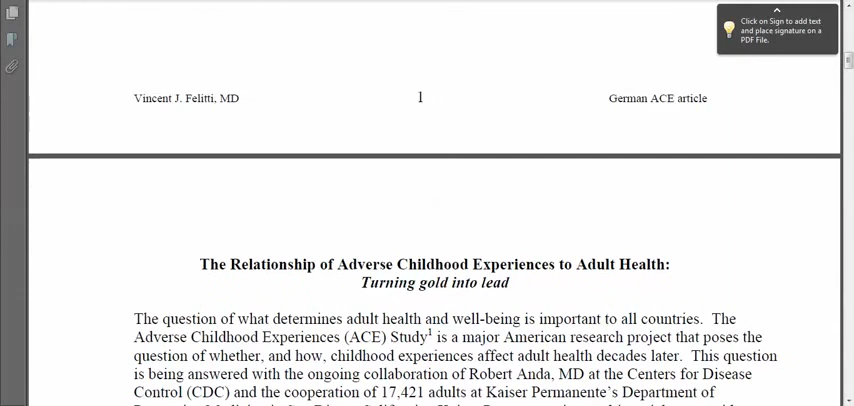 Click on Sign to add text
and place signature on a
PDF File.
Vincent J. Felitti, MD 1 German ACE article
The Relationship of Adverse Childhood Experiences to Adult Health:
Turning gold into lead
The question of what determines adult health and well-being is important to all countries. The
Adverse Childhood Experiences (ACE) Study1 is a major American research project that poses the
question of whether, and how, childhood experiences affect adult health decades later. This question
is being answered with the ongoing collaboration of Robert Anda, MD at the Centers for Disease
Control (CDC) and the cooperation of 17,421 adults at Kaiser Permanente's Department of